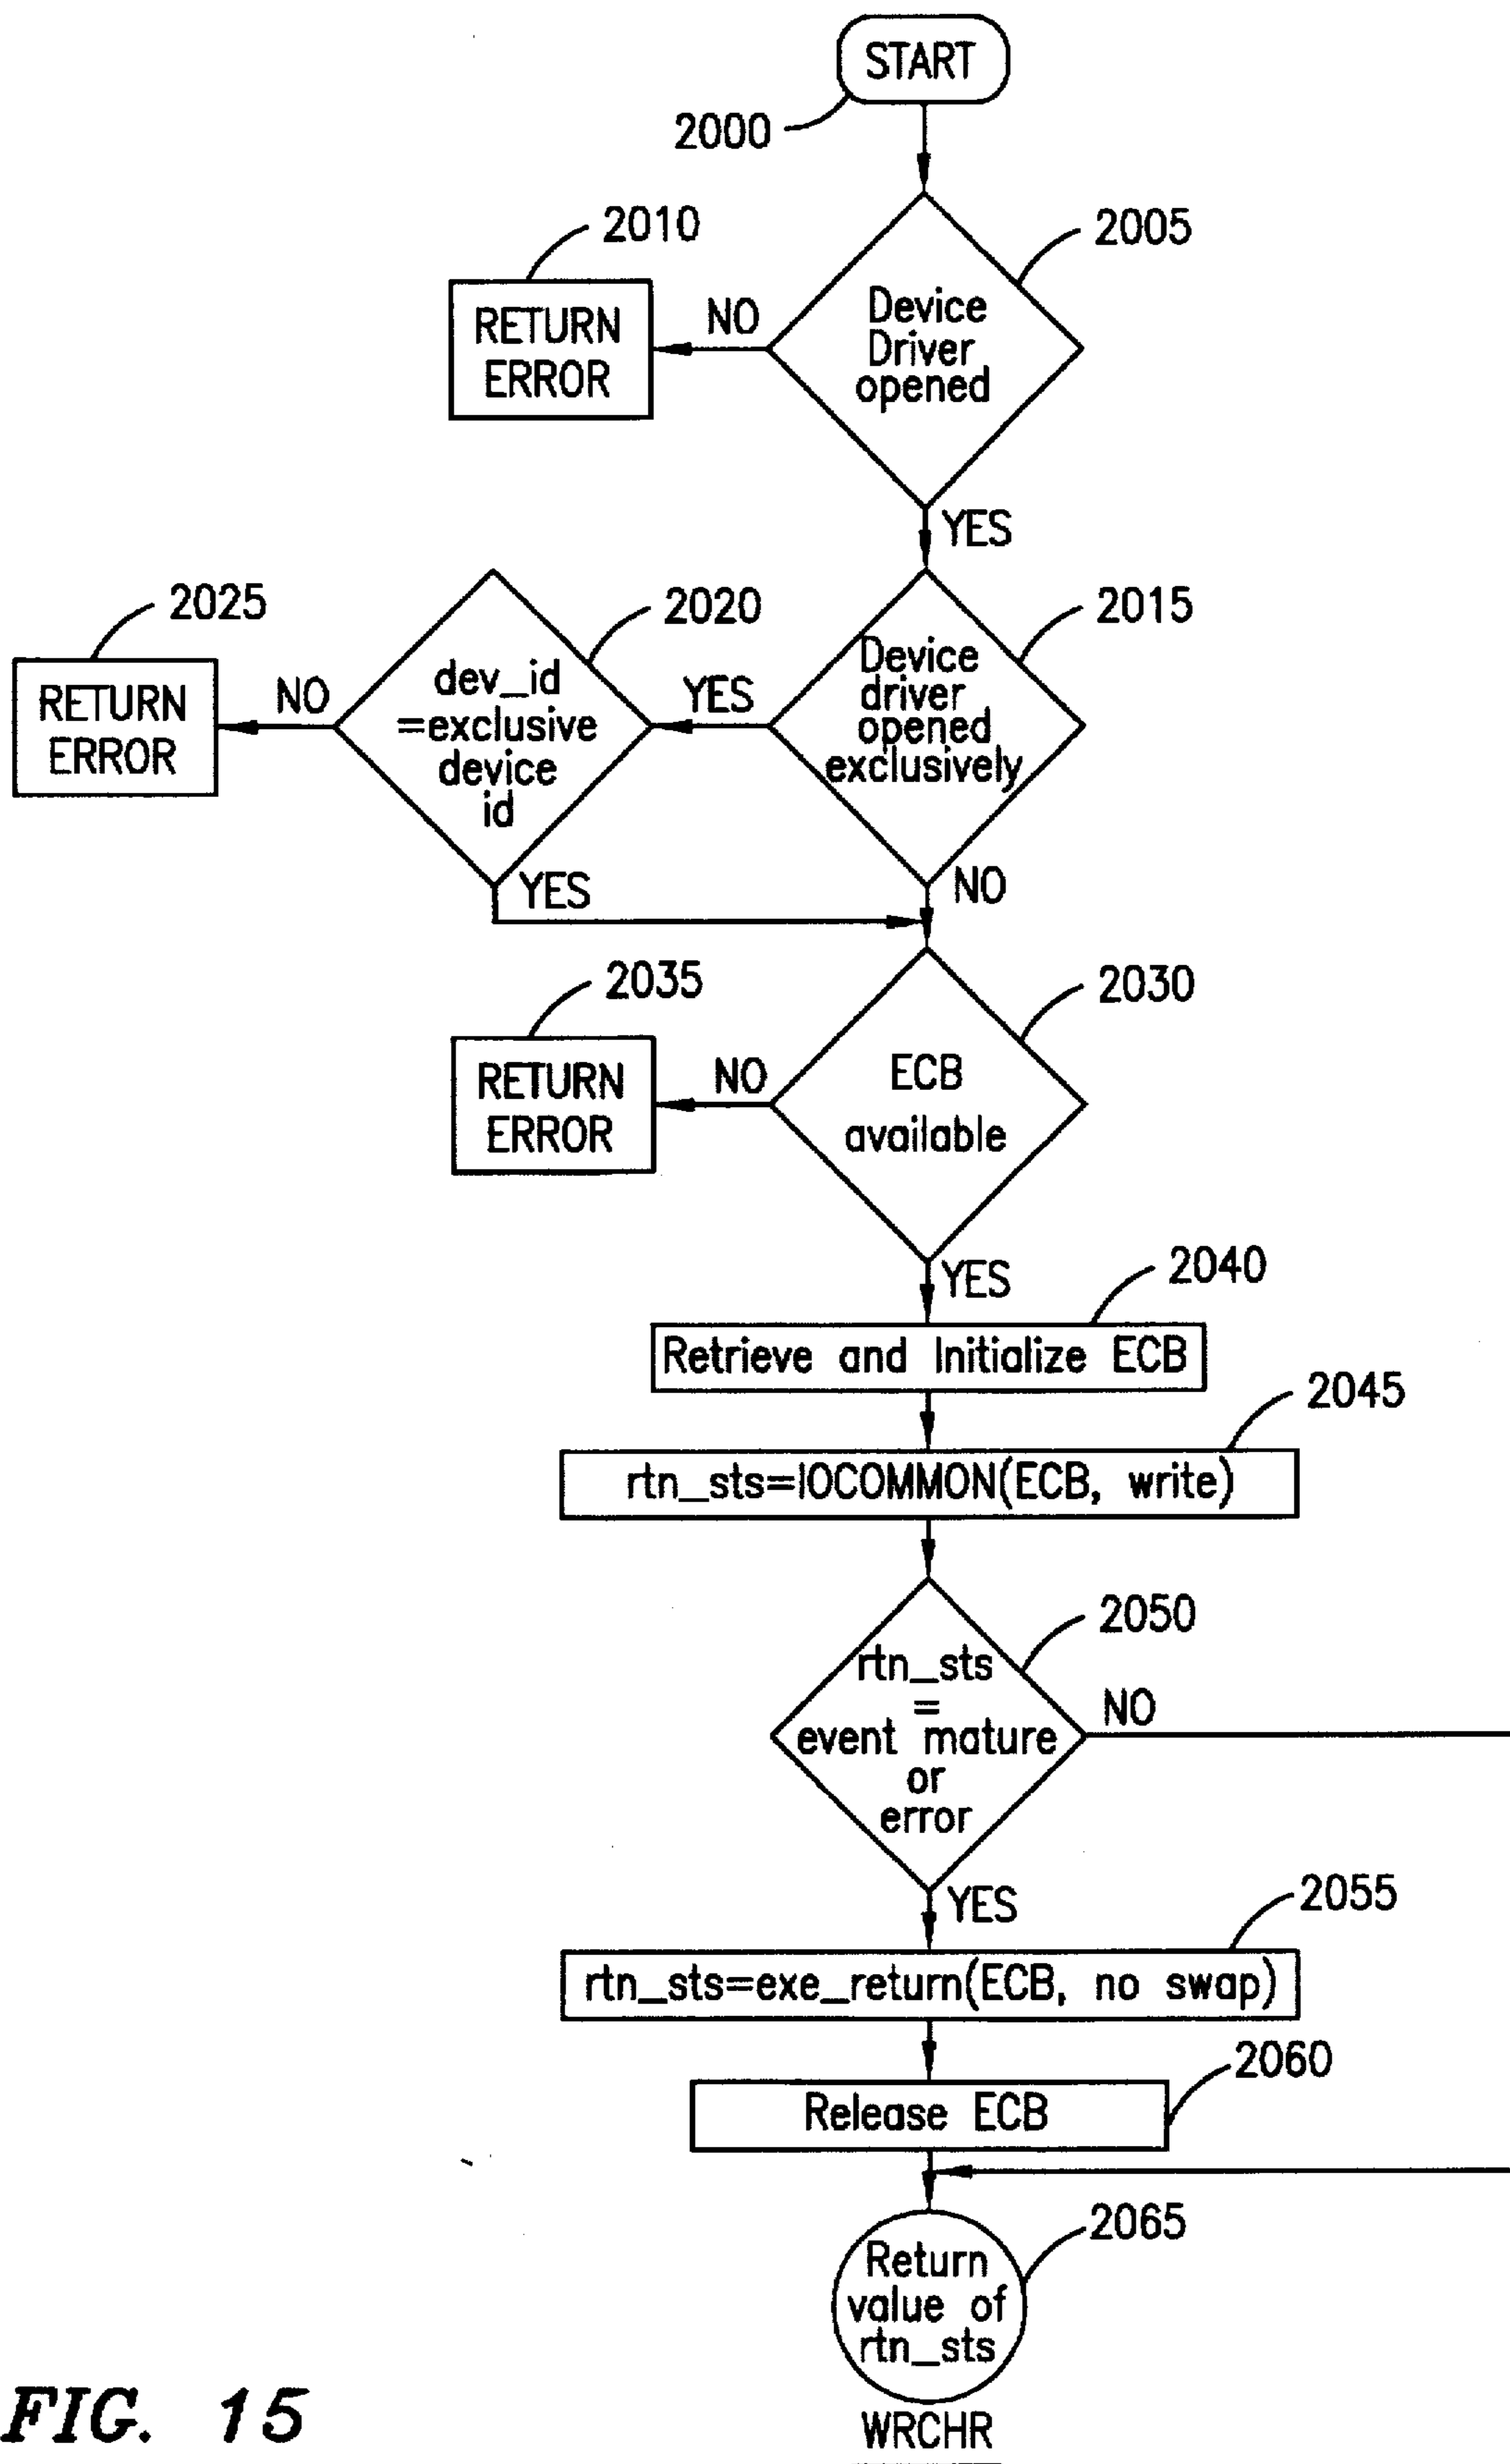 START
2000
2010
2005
RETURN
ERROR
NO
Device
Driver
opened
YES
2025
2020
2015
RETURN
ERROR
NO
dev_id
=exclusive
device
id
YES
Device
driver
opened
exclusively
YES
NO
2035
2030
RETURN
ERROR
NO
ECB
available
YES
2040
Retrieve and Initialize ECB
2045
rtn_sts=IOCOMMON(ECB, write)
2050
rtn_sts
=
event mature
or
error
NO
YES
2055
rtn_sts=exe_return(ECB, no swap)
2060
Release ECB
2065
Return
value of
rtn_sts
FIG. 15
WRCHR